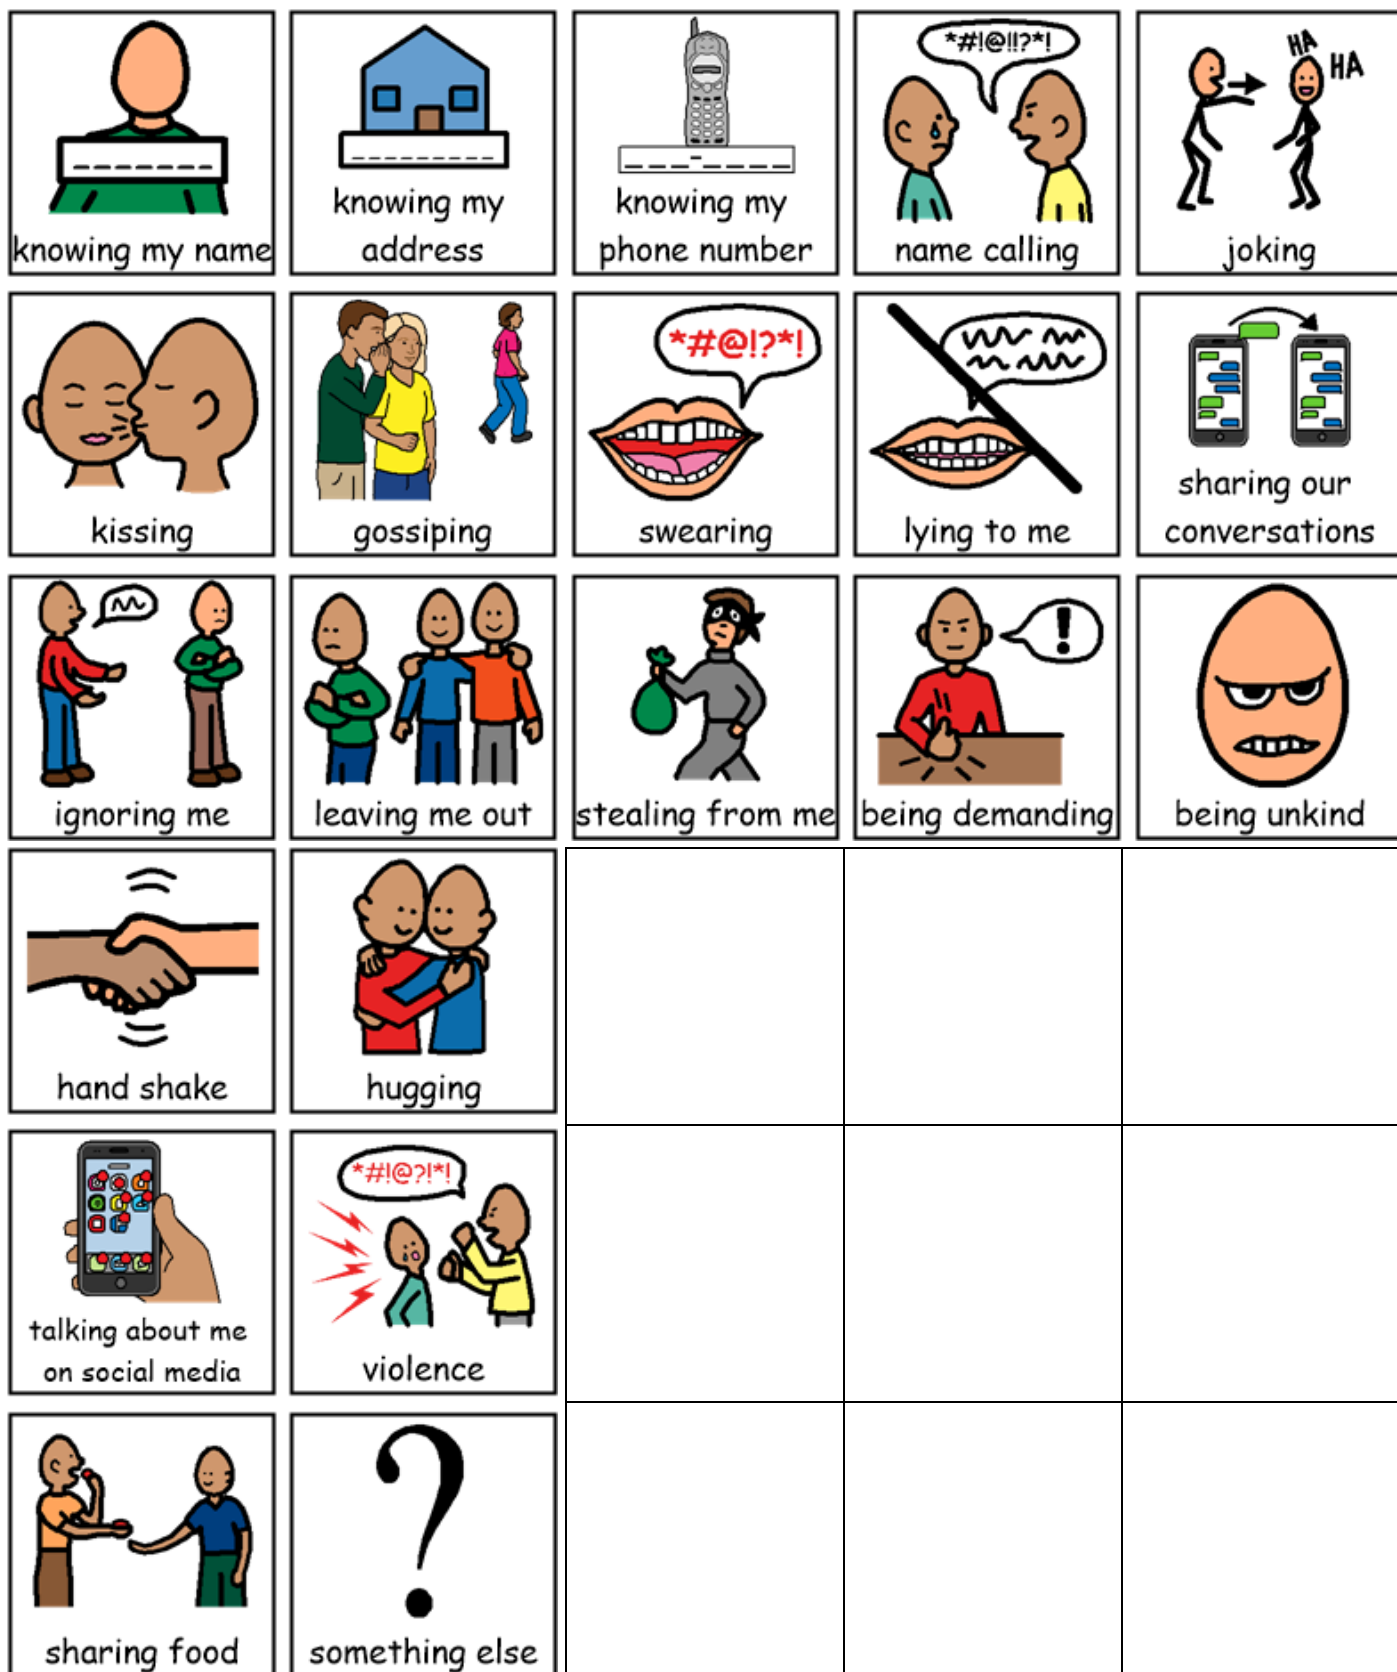 knowing my name
knowing my
address
knowing my
phone number
*#!@!!?*!
name calling
HA
HA
joking
kissing
gossiping
*#@!?*!
swearing
lying to me
sharing our
conversations
ignoring me
leaving me out
stealing from me
!
being demanding
being unkind
hand shake
hugging
talking about me
on social media
*#!@?!*!
violence
sharing food
?
something else